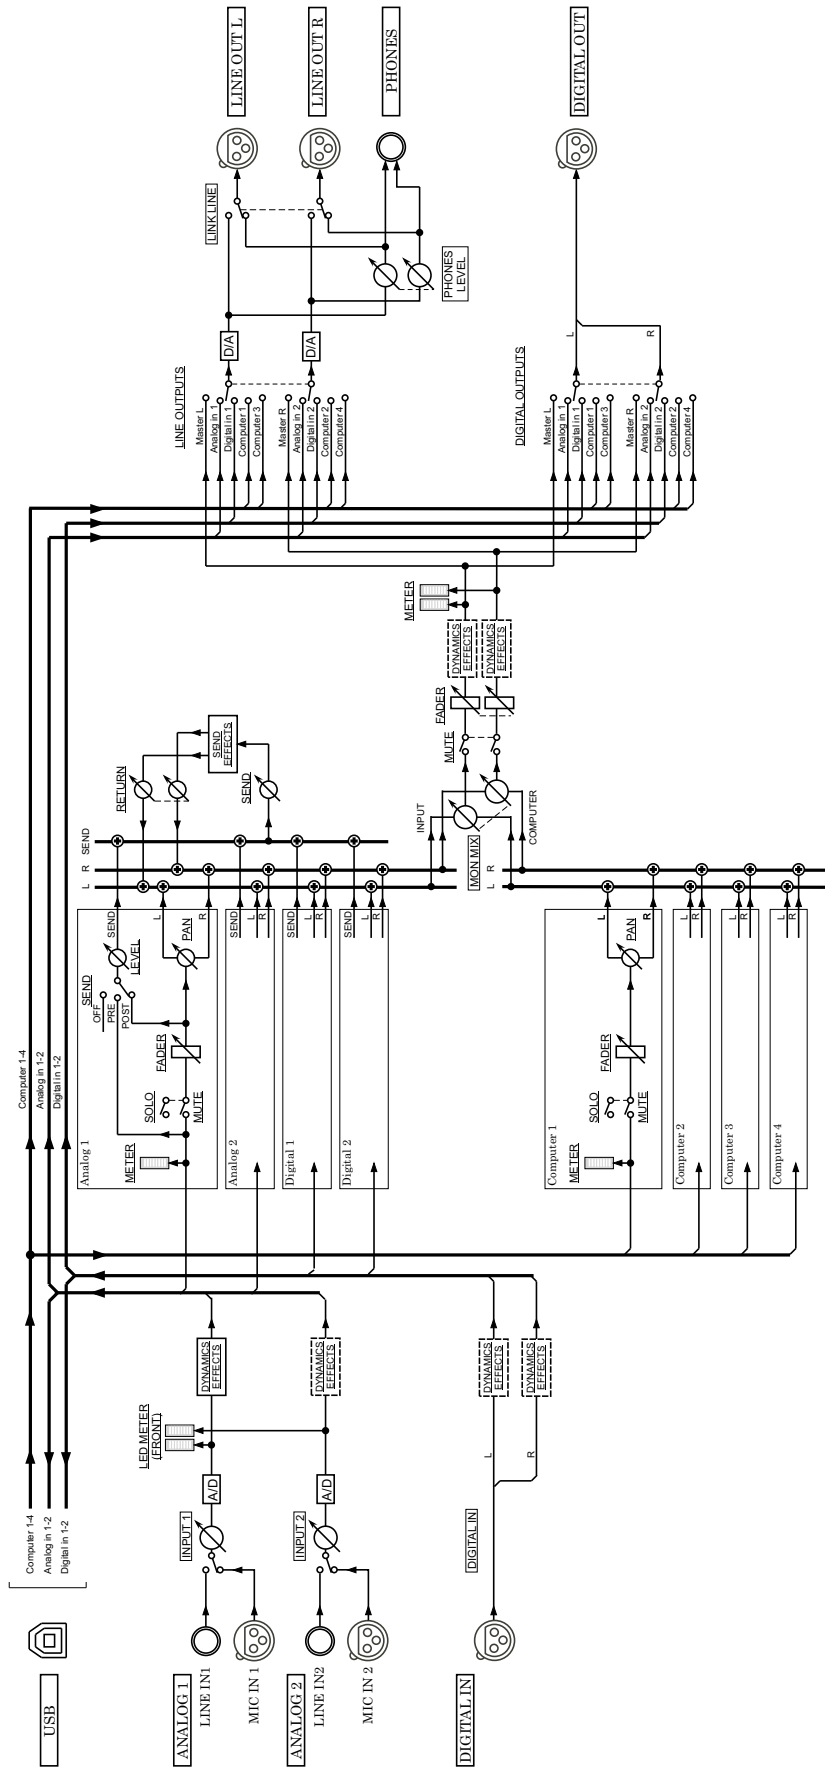 USB
Computer 1-4
Analog in 1-2
Digital in 1-2
ANALOG 1
LINE IN1
MIC IN 1
ANALOG 2
LINE IN2
MIC IN 2
DIGITAL IN
INPUT 1
INPUT 2
DIGITAL IN
A/D
A/D
LED METER
(FRONT)
L
R
DYNAMICS
EFFECTS
DYNAMICS
EFFECTS
DYNAMICS
EFFECTS
DYNAMICS
EFFECTS
Computer 1-4
Analog in 1-2
Digital in 1-2
Analog 1
METER
SOLO
MUTE
FADER
SEND
OFF
PRE
POST
LEVEL
PAN
SEND
L
R
Analog 2
SEND
L
R
Digital 1
SEND
L
R
Digital 2
SEND
L
R
Computer 1
METER
SOLO
MUTE
FADER
PAN
L
R
Computer 2
L
R
Computer 3
L
R
Computer 4
L
R
L
R
SEND
L
R
RETURN
SEND
SEND
EFFECTS
MON MIX
INPUT
COMPUTER
MUTE
FADER
DYNAMICS
EFFECTS
DYNAMICS
EFFECTS
METER
LINE OUTPUTS
Master L
Analog in 1
Digital in 1
Computer 1
Computer 3
Master R
Analog in 2
Digital in 2
Computer 2
Computer 4
DIGITAL OUTPUTS
Master L
Analog in 1
Digital in 1
Computer 1
Computer 3
Master R
Analog in 2
Digital in 2
Computer 2
Computer 4
D/A
D/A
L
R
PHONES
LEVEL
LINK LINE
LINE OUT L
LINE OUT R
PHONES
DIGITAL OUT